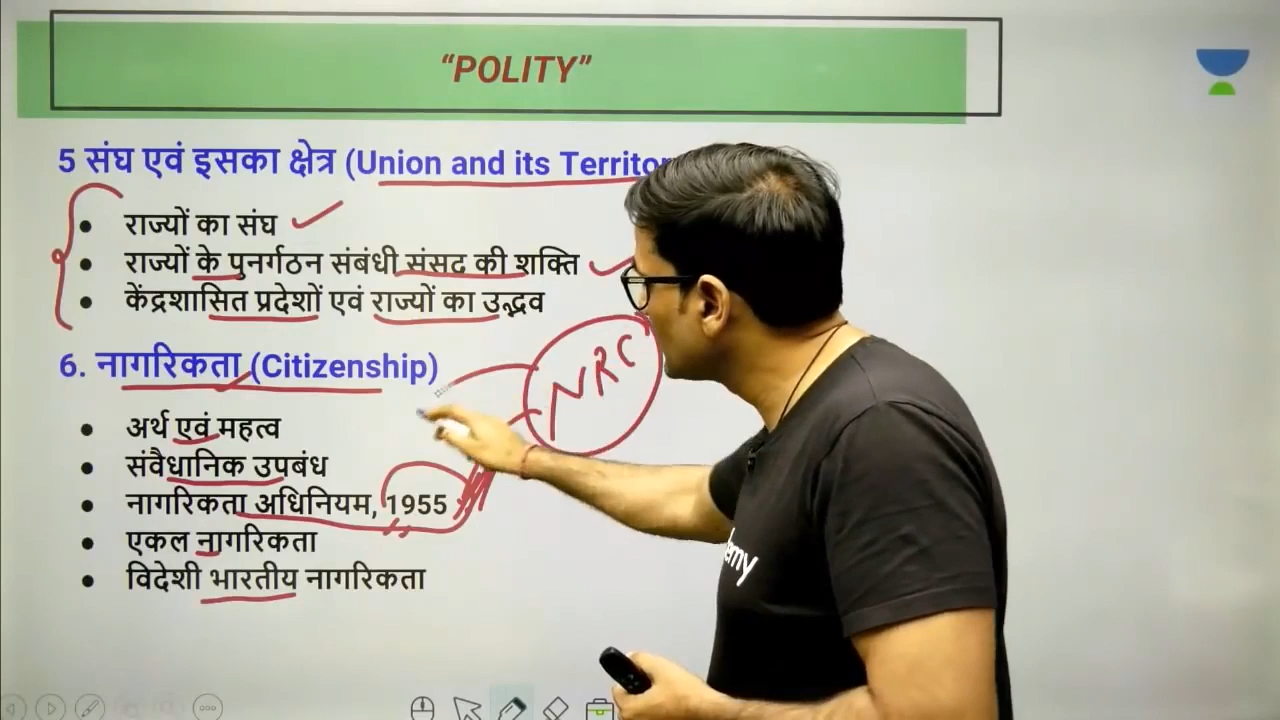 “POLITY”
5 संघ एवं इसका क्षेत्र (Union and its Territor
राज्यों का संघ
राज्यों के पुनर्गठन संबंधी संसद की शक्ति
केंद्रशासित प्रदेशों एवं राज्यों का उद्भव
6. नागरिकता (Citizenship)
NRC
अर्थ एवं महत्व
संवैधानिक उपबंध
नागरिकता अधिनियम, 1955
एकल नागरिकता
विदेशी भारतीय नागरिकता
emy